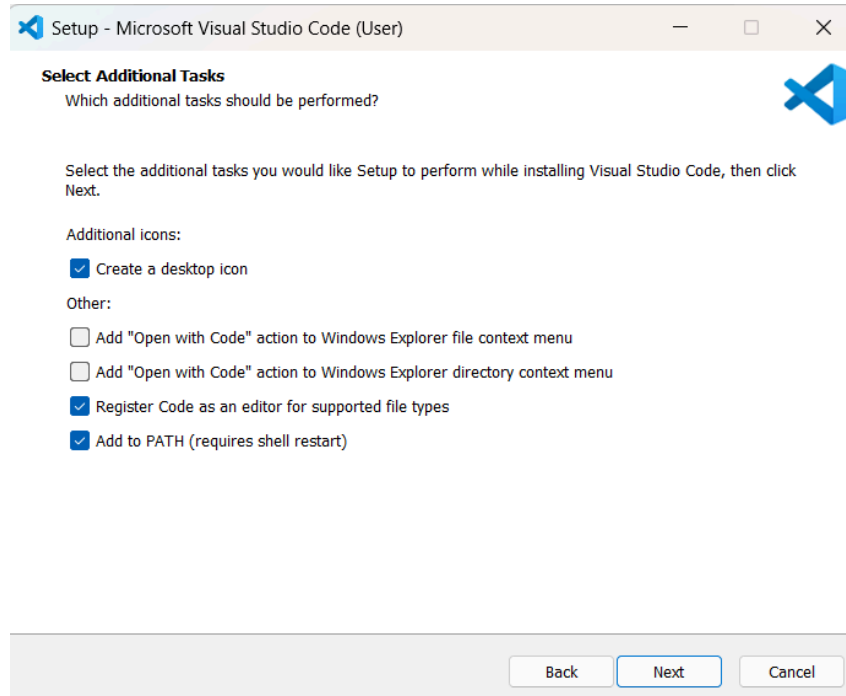 Setup - Microsoft Visual Studio Code (User)
Select Additional Tasks
Which additional tasks should be performed?
Select the additional tasks you would like Setup to perform while installing Visual Studio Code, then click
Next.
Additional icons:
Create a desktop icon
Other:
Add "Open with Code" action to Windows Explorer file context menu
Add "Open with Code" action to Windows Explorer directory context menu
Register Code as an editor for supported file types
Add to PATH (requires shell restart)
Back Next Cancel